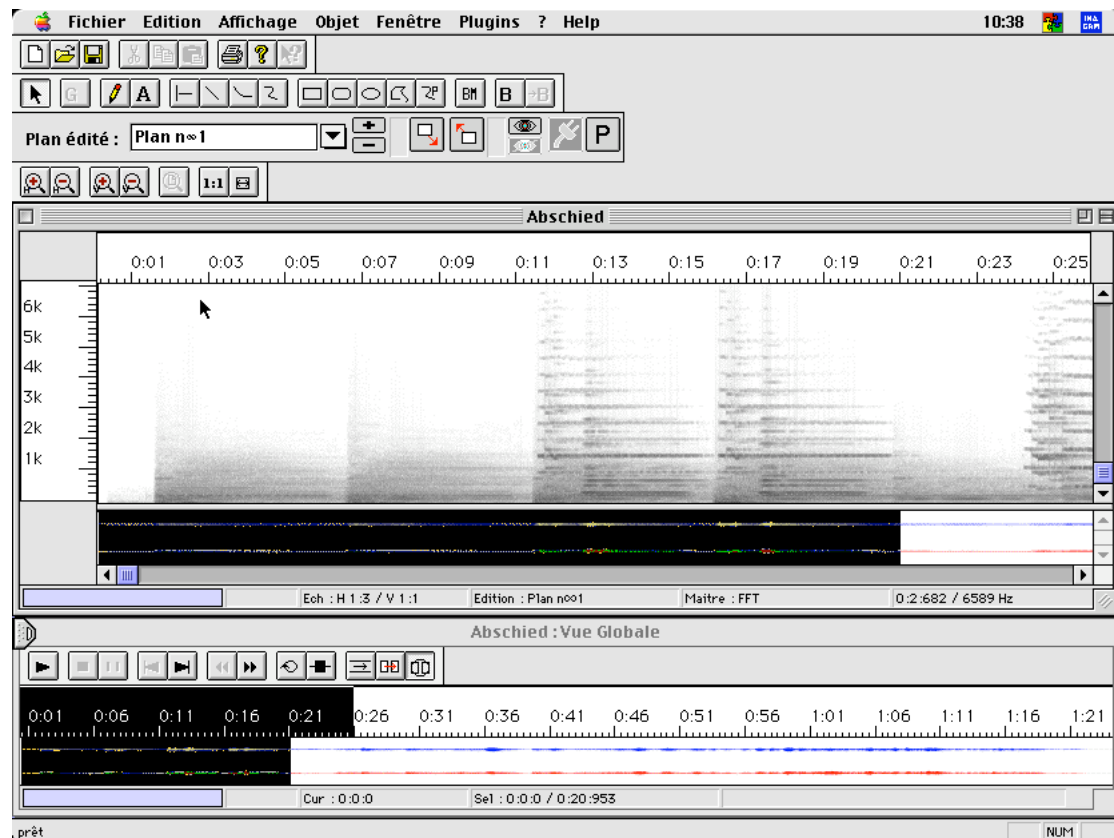 Fichier Edition Affichage Objet Fenêtre Plugins ? Help 10:38 INA GRM
G A BM B →B
Plan édité : Plan n∞1 + − P
H H V V 1:1
Abschied
0:01 0:03 0:05 0:07 0:09 0:11 0:13 0:15 0:17 0:19 0:21 0:23 0:25
6k
5k
4k
3k
2k
1k
Ech : H 1:3 / V 1:1 Edition : Plan n∞1 Maitre : FFT 0:2:682 / 6589 Hz
Abschied : Vue Globale
0:01 0:06 0:11 0:16 0:21 0:26 0:31 0:36 0:41 0:46 0:51 0:56 1:01 1:06 1:11 1:16 1:21
Cur : 0:0:0 Sel : 0:0:0 / 0:20:953
prêt NUM